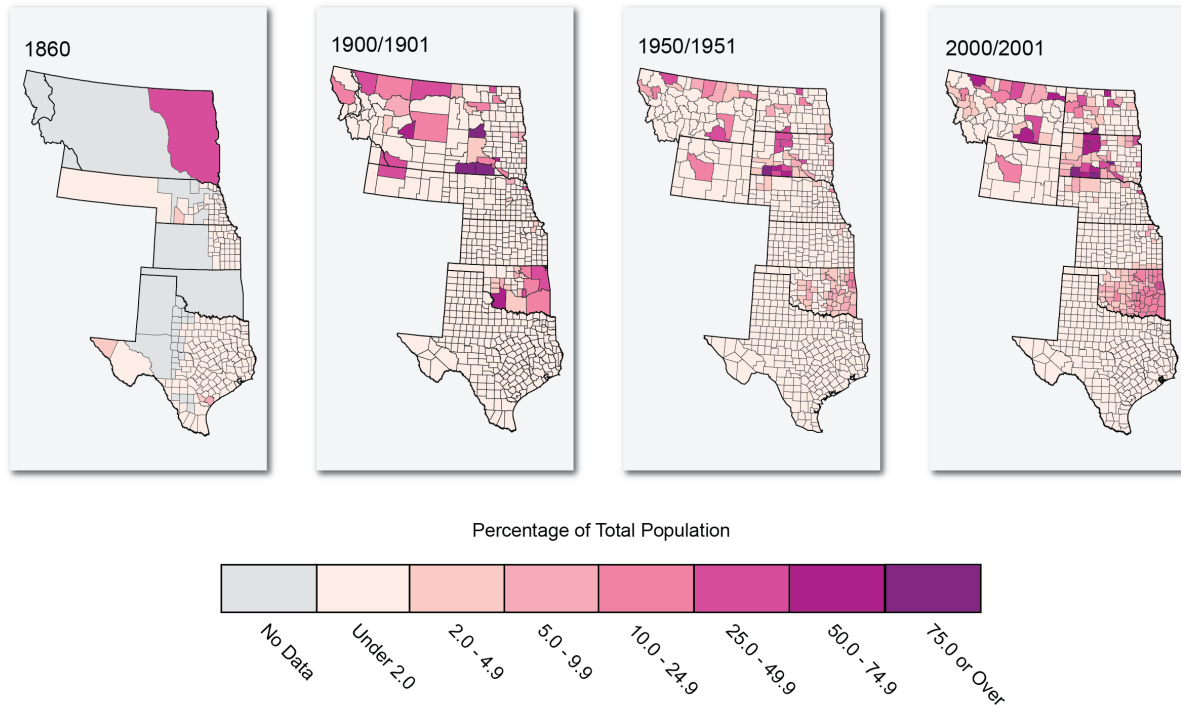 1860
1900/1901
1950/1951
2000/2001
Percentage of Total Population
No Data
Under 2.0
2.0 - 4.9
5.0 - 9.9
10.0 - 24.9
25.0 - 49.9
50.0 - 74.9
75.0 or Over